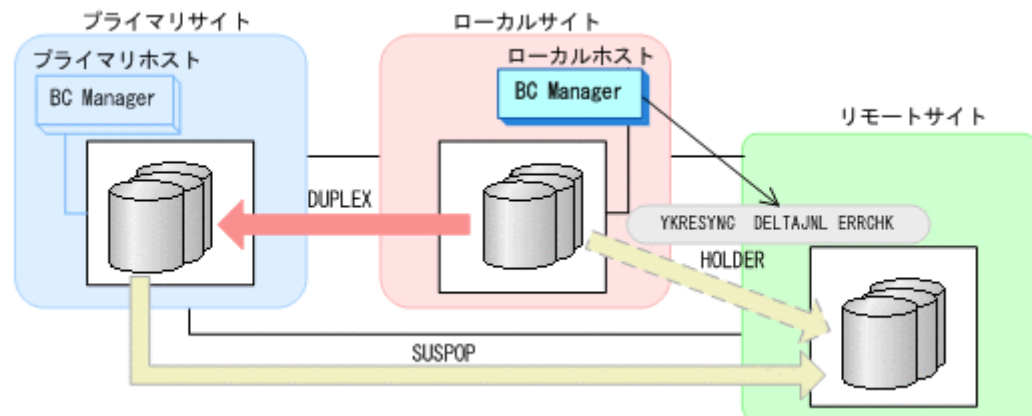 プライマリサイト
ローカルサイト
プライマリホスト
ローカルホスト
BC Manager
BC Manager
リモートサイト
DUPLEX
YKRESYNC DELTAJNL ERRCHK
HOLDER
SUSPOP